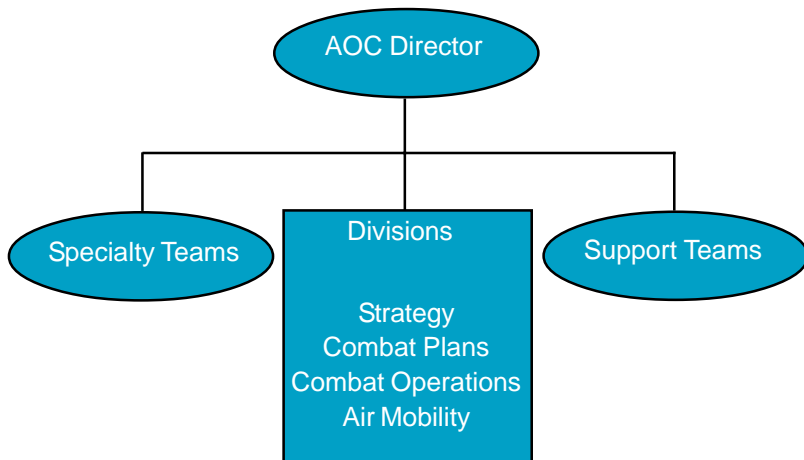 AOC Director
Specialty Teams
Divisions
Strategy
Combat Plans
Combat Operations
Air Mobility
Support Teams